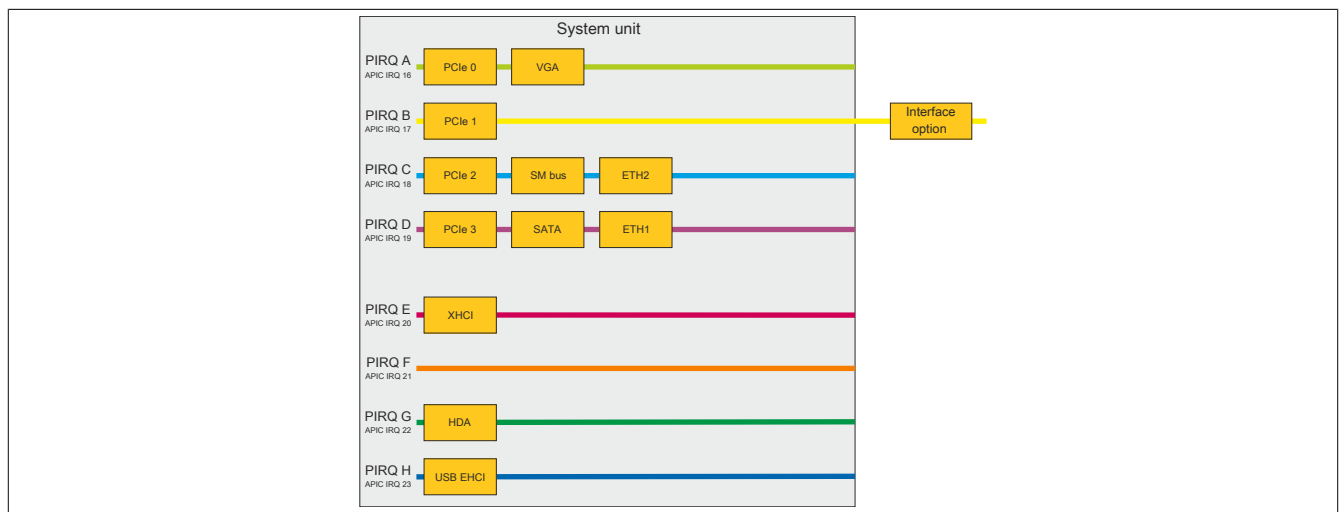 System unit
PIRQ A
APIC IRQ 16
PCIe 0
VGA
PIRQ B
APIC IRQ 17
PCIe 1
Interface
option
PIRQ C
APIC IRQ 18
PCIe 2
SM bus
ETH2
PIRQ D
APIC IRQ 19
PCIe 3
SATA
ETH1
PIRQ E
APIC IRQ 20
XHCI
PIRQ F
APIC IRQ 21
PIRQ G
APIC IRQ 22
HDA
PIRQ H
APIC IRQ 23
USB EHCI